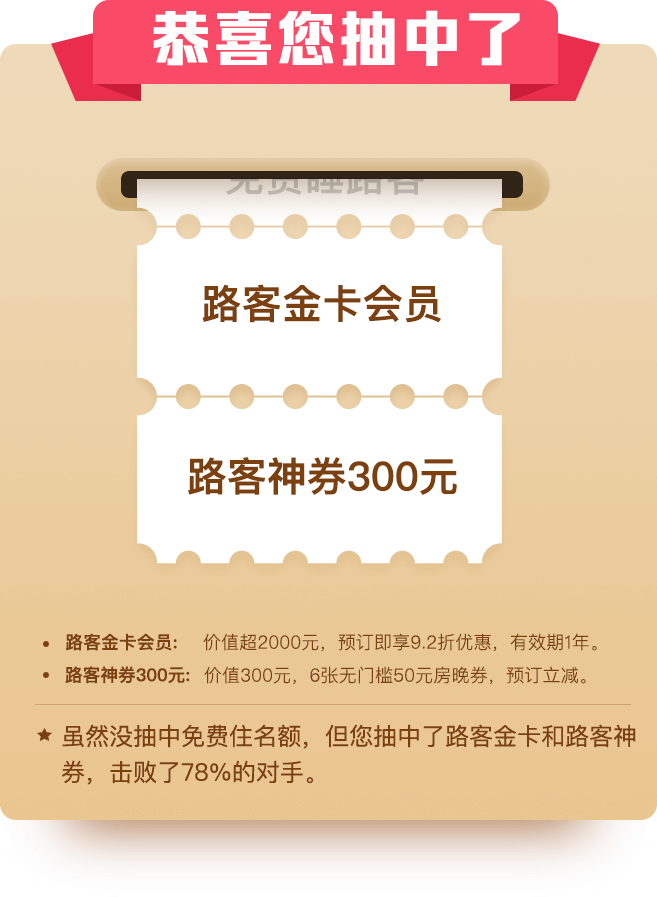 恭喜您抽中了
免费睡路客
路客金卡会员
路客神券300元
路客金卡会员: 价值超2000元，预订即享9.2折优惠，有效期1年。
路客神券300元: 价值300元，6张无门槛50元房晚券，预订立减。
虽然没抽中免费住名额，但您抽中了路客金卡和路客神
券，击败了78%的对手。